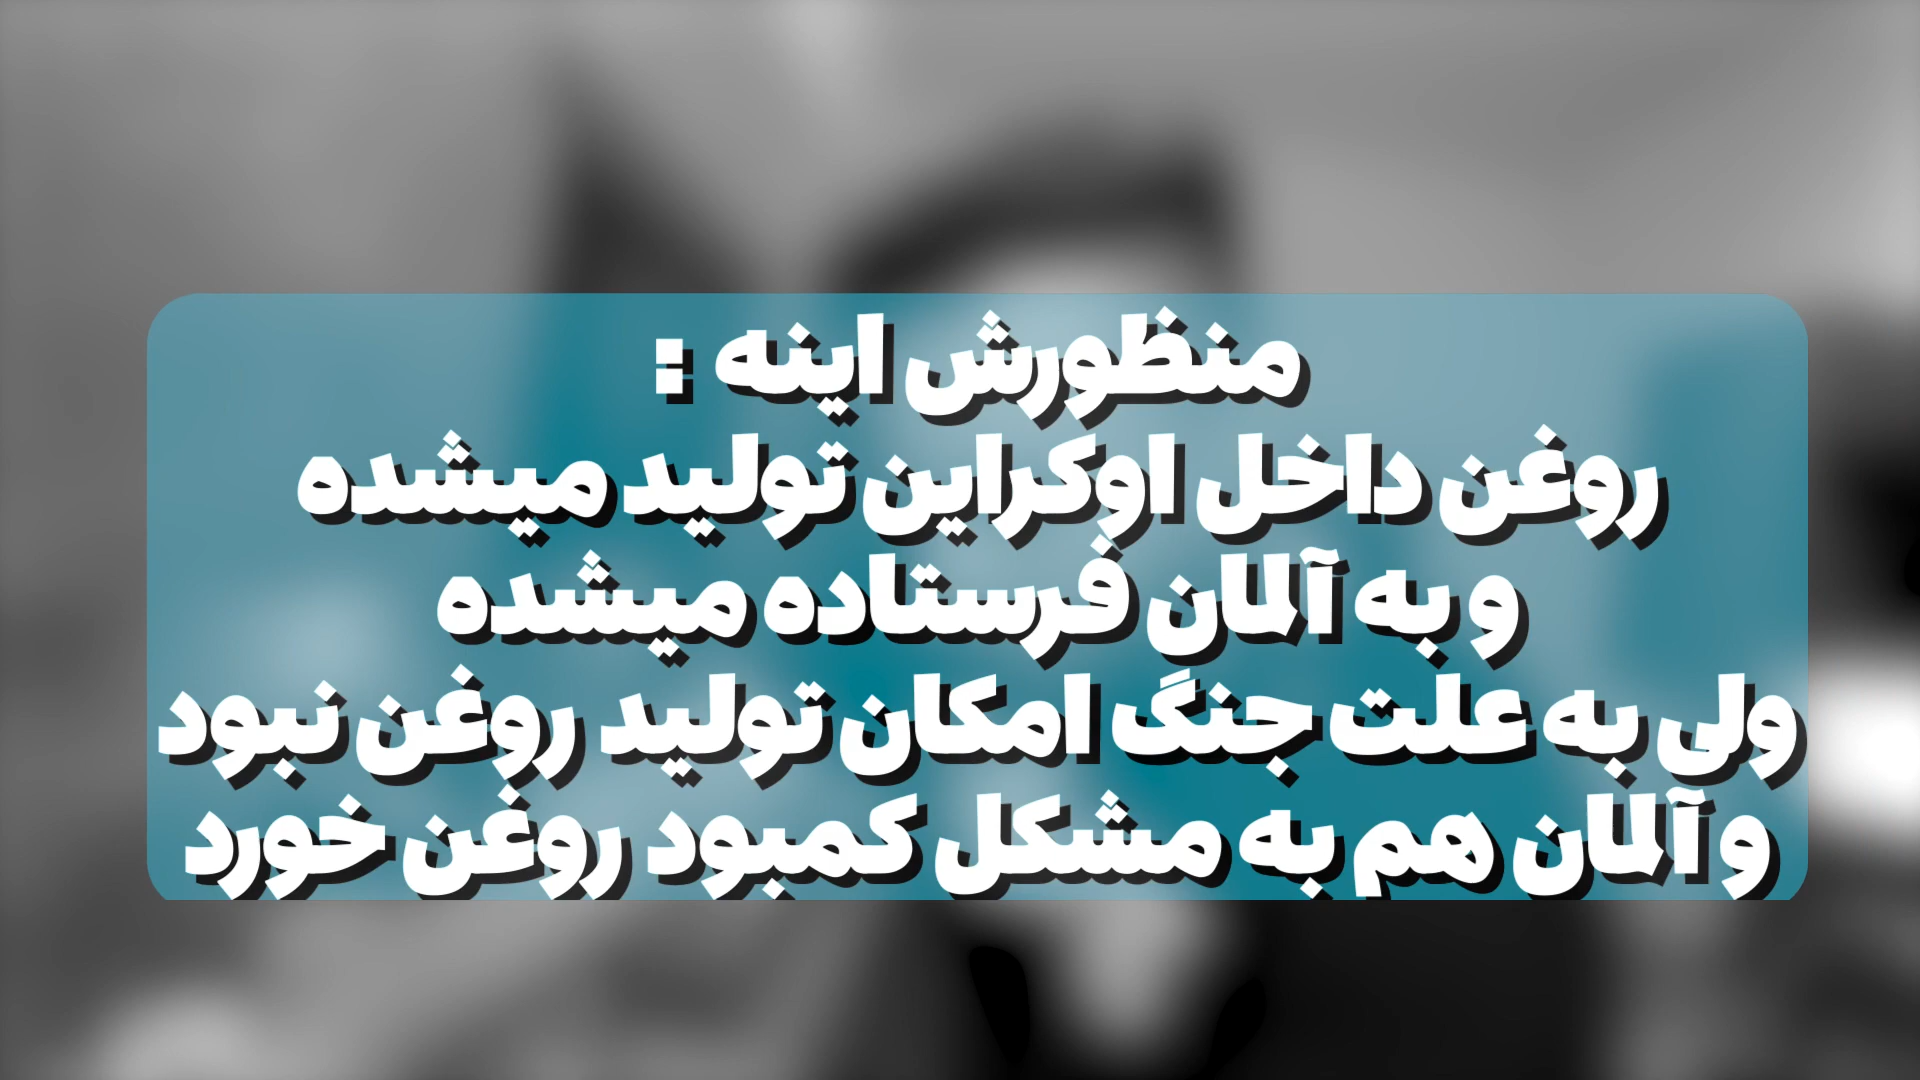 منظورش اینه :
روغن داخل اوکراین تولید میشده
و به آلمان فرستاده میشده
ولی به علت جنگ امکان تولید روغن نبود
و آلمان هم به مشکل کمبود روغن خورد